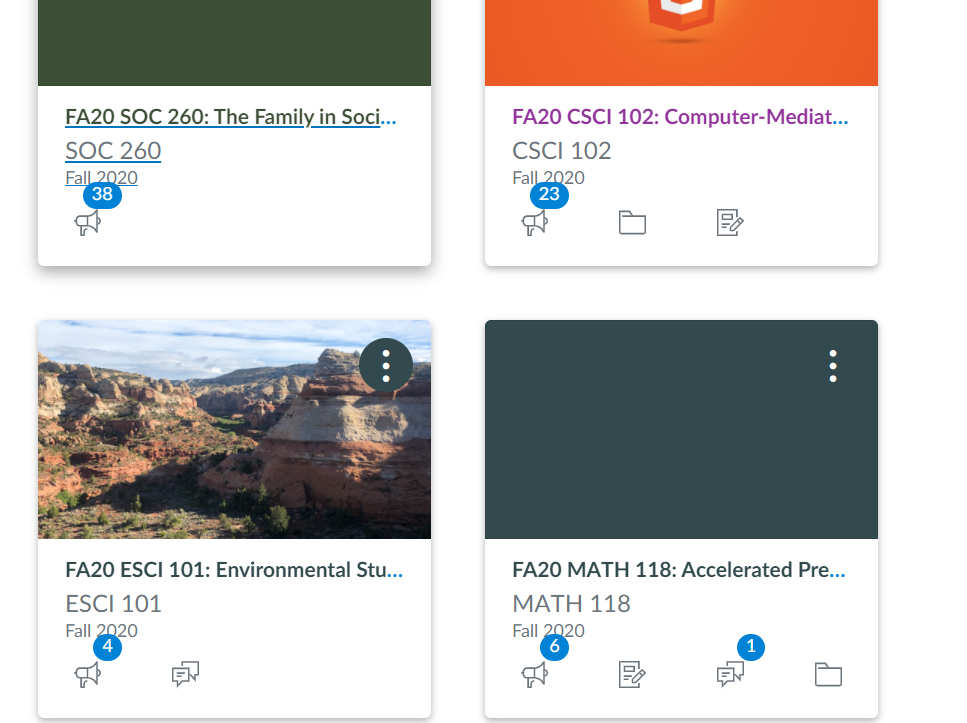 FA20 SOC 260: The Family in Soci...
SOC 260
Fall 2020
38
FA20 CSCI 102: Computer-Mediat...
CSCI 102
Fall 2020
23
FA20 ESCI 101: Environmental Stu...
ESCI 101
Fall 2020
4
FA20 MATH 118: Accelerated Pre...
MATH 118
Fall 2020
6 1